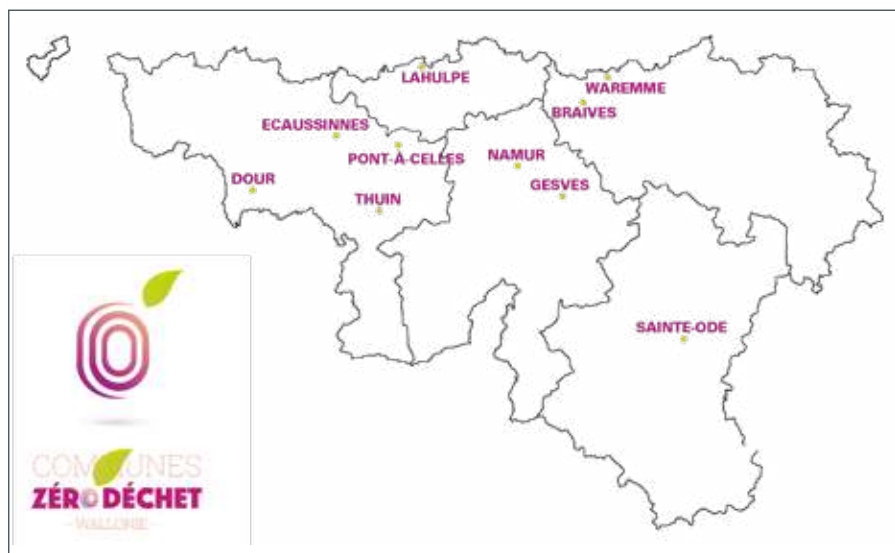 LAHULPE
WAREMME
BRAIVES
ECAUSSINNES
PONT-À-CELLES
NAMUR
DOUR
GESVES
THUIN
SAINTE-ODE
COMMUNES
ZÉRO DÉCHET
-WALLONIE-